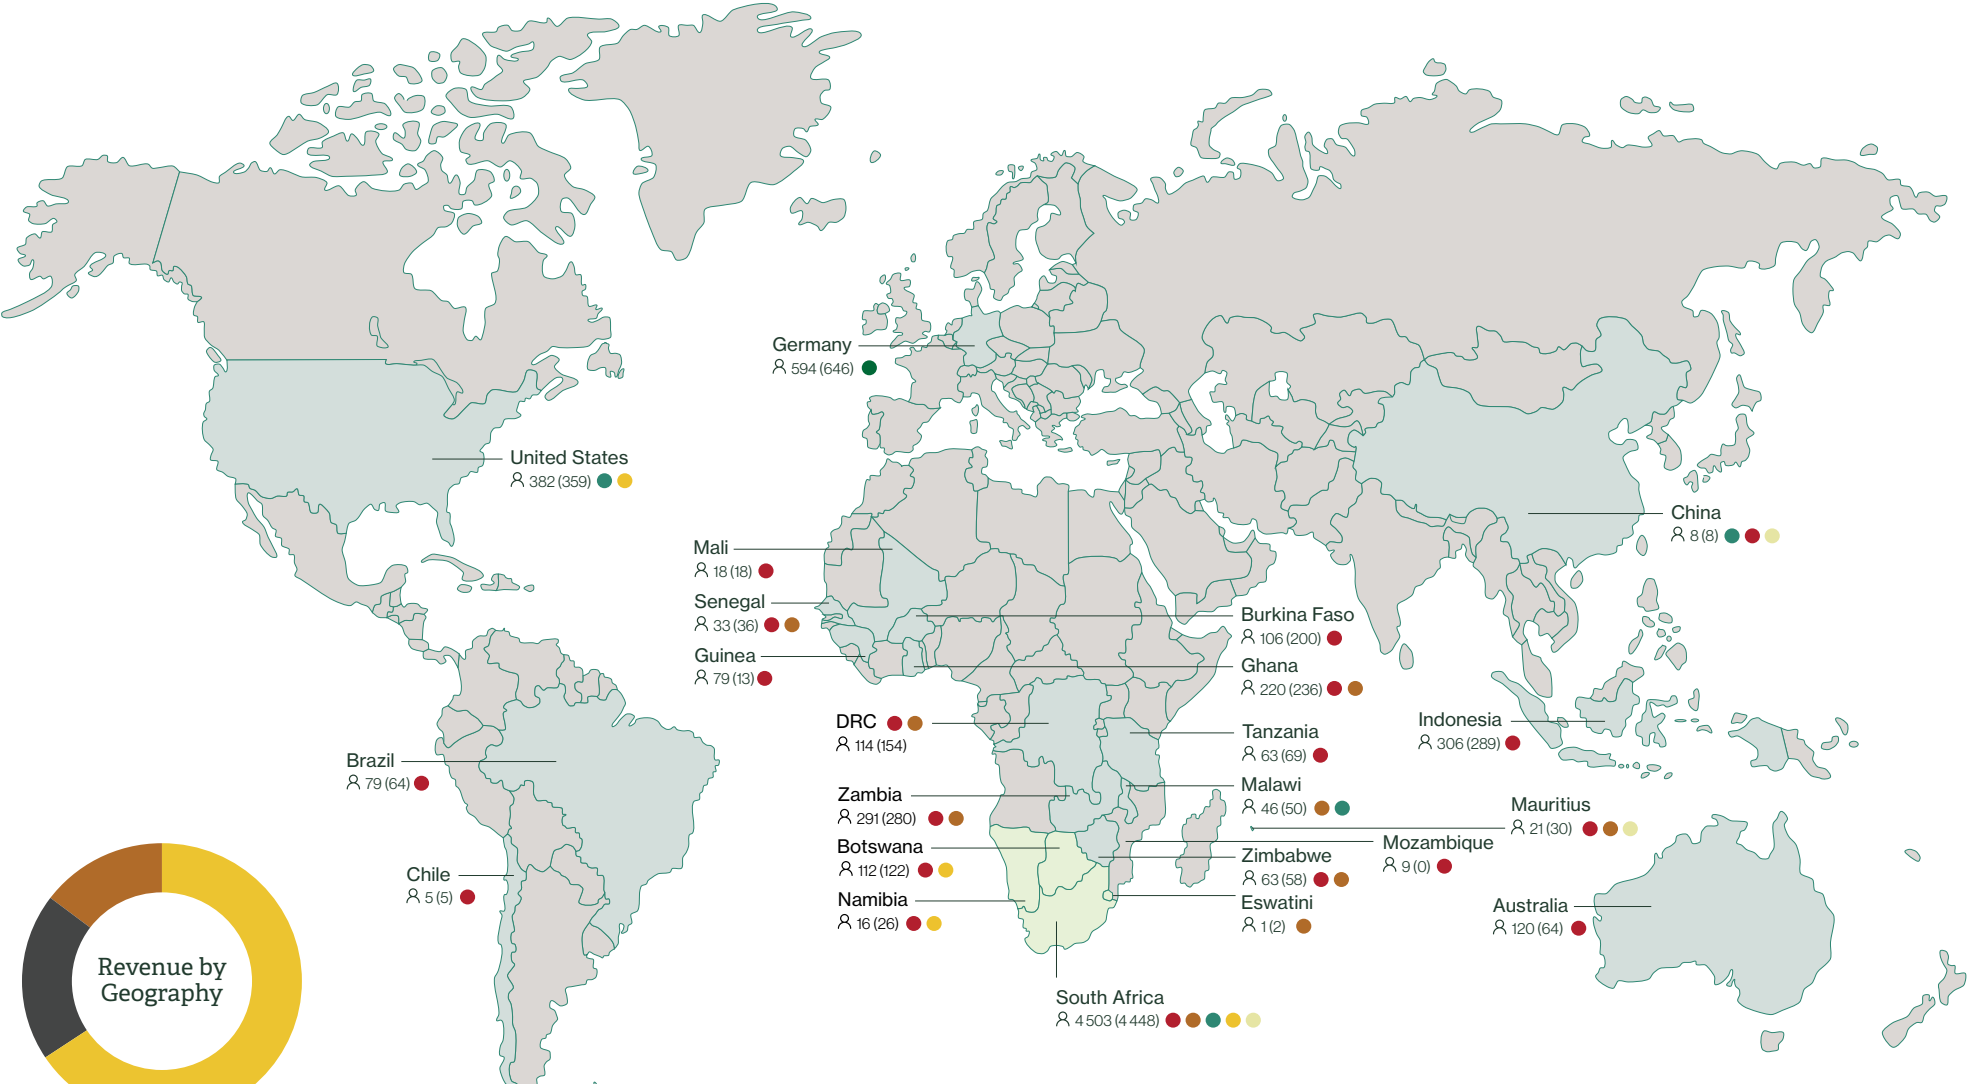 Germany
594 (646)
United States
382 (359)
China
8 (8)
Mali
18 (18)
Senegal
33 (36)
Guinea
79 (13)
Burkina Faso
106 (200)
Ghana
220 (236)
DRC
114 (154)
Tanzania
63 (69)
Indonesia
306 (289)
Brazil
79 (64)
Malawi
46 (50)
Zambia
291 (280)
Mauritius
21 (30)
Botswana
112 (122)
Mozambique
9 (0)
Zimbabwe
63 (58)
Chile
5 (5)
Namibia
16 (26)
Eswatini
1 (2)
Australia
120 (64)
Revenue by
Geography
South Africa
4 503 (4 448)